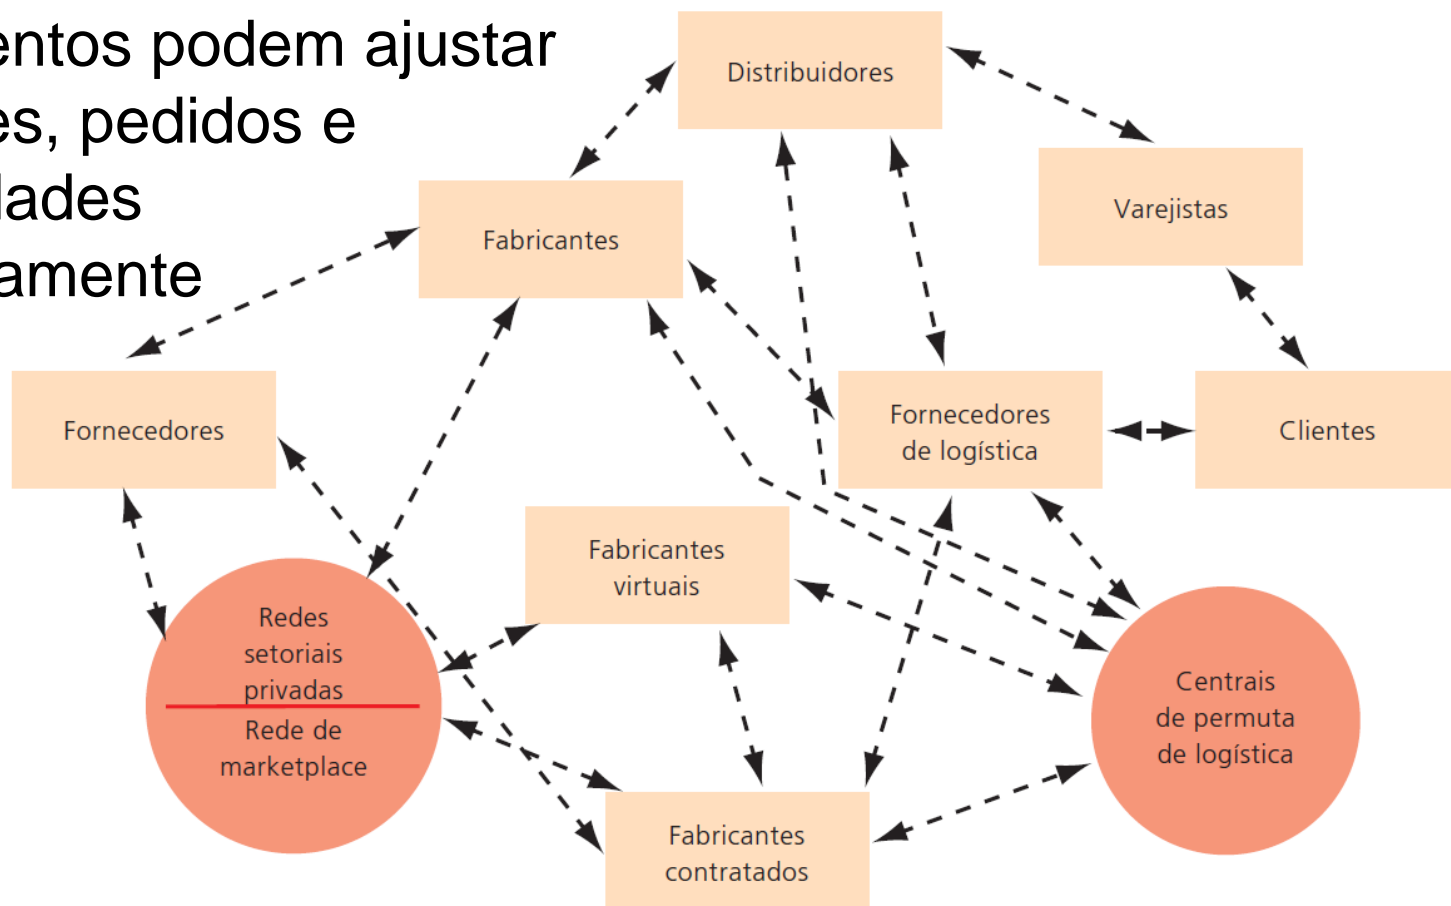 entos podem ajustar
es, pedidos e
lades
amente
Distribuidores
Varejistas
Fabricantes
Fornecedores
Fornecedores
de logística
Clientes
Fabricantes
virtuais
Redes
setoriais
privadas
Rede de
marketplace
Centrais
de permuta
de logística
Fabricantes
contratados